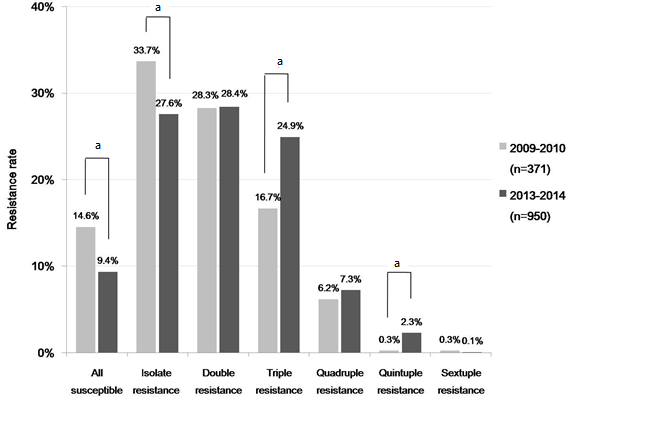 40%
30%
20%
10%
0%
Resistance rate
a
a
a
a
14.6%
9.4%
33.7%
27.6%
28.3%
28.4%
16.7%
24.9%
6.2%
7.3%
0.3%
2.3%
0.3%
0.1%
All
susceptible
Isolate
resistance
Double
resistance
Triple
resistance
Quadruple
resistance
Quintuple
resistance
Sextuple
resistance
2009-2010
(n=371)
2013-2014
(n=950)